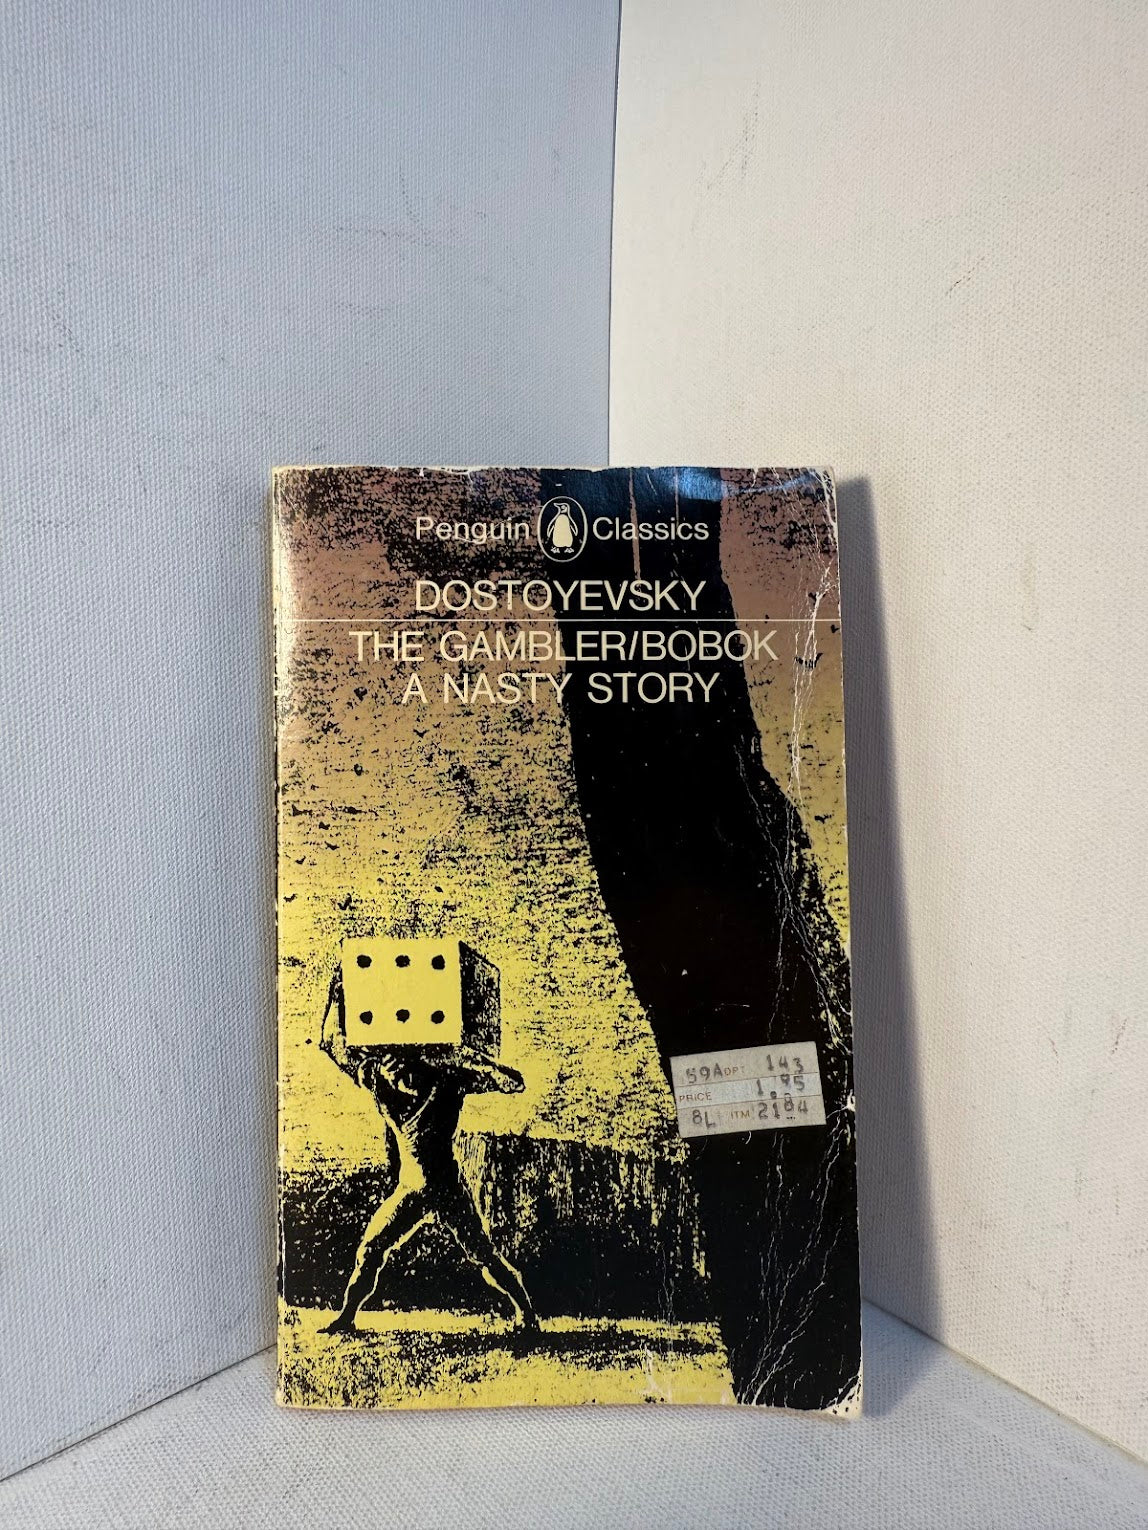 Penguin Classics
DOSTOYEVSKY
THE GAMBLER/BOBOK
A NASTY STORY
59A DPT 143
PRICE 1.95
8L ITM 2184